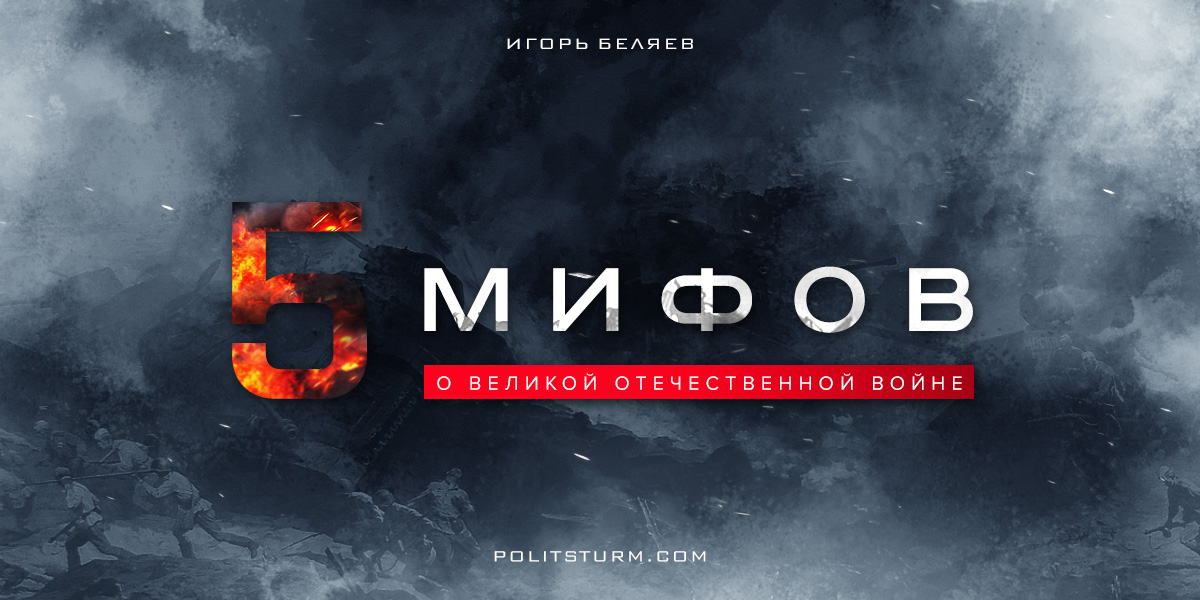 ИГОРЬ БЕЛЯЕВ
5 МИФОВ
О ВЕЛИКОЙ ОТЕЧЕСТВЕННОЙ ВОЙНЕ
POLITSTURM.COM